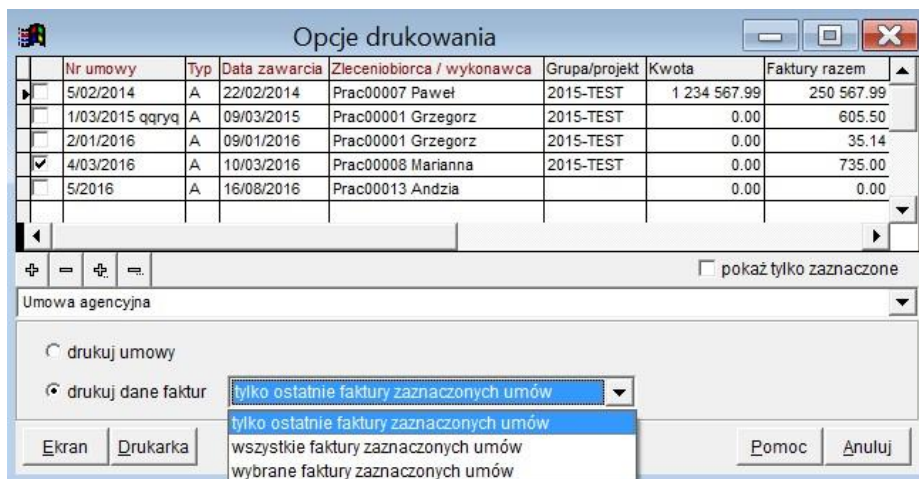 Opcje drukowania
Nr umowy Typ Data zawarcia Zleceniobiorca / wykonawca Grupa/projekt Kwota Faktury razem
5/02/2014 A 22/02/2014 Prac00007 Paweł 2015-TEST 1 234 567.99 250 567.99
1/03/2015 qqryq A 09/03/2015 Prac00001 Grzegorz 2015-TEST 0.00 605.50
2/01/2016 A 09/01/2016 Prac00001 Grzegorz 2015-TEST 0.00 35.14
4/03/2016 A 10/03/2016 Prac00008 Marianna 2015-TEST 0.00 735.00
5/2016 A 16/08/2016 Prac00013 Andzia 0.00 0.00
pokaż tylko zaznaczone
Umowa agencyjna
drukuj umowy
drukuj dane faktur tylko ostatnie faktury zaznaczonych umów
tylko ostatnie faktury zaznaczonych umów
wszystkie faktury zaznaczonych umów
wybrane faktury zaznaczonych umów
Ekran Drukarka Pomoc Anuluj